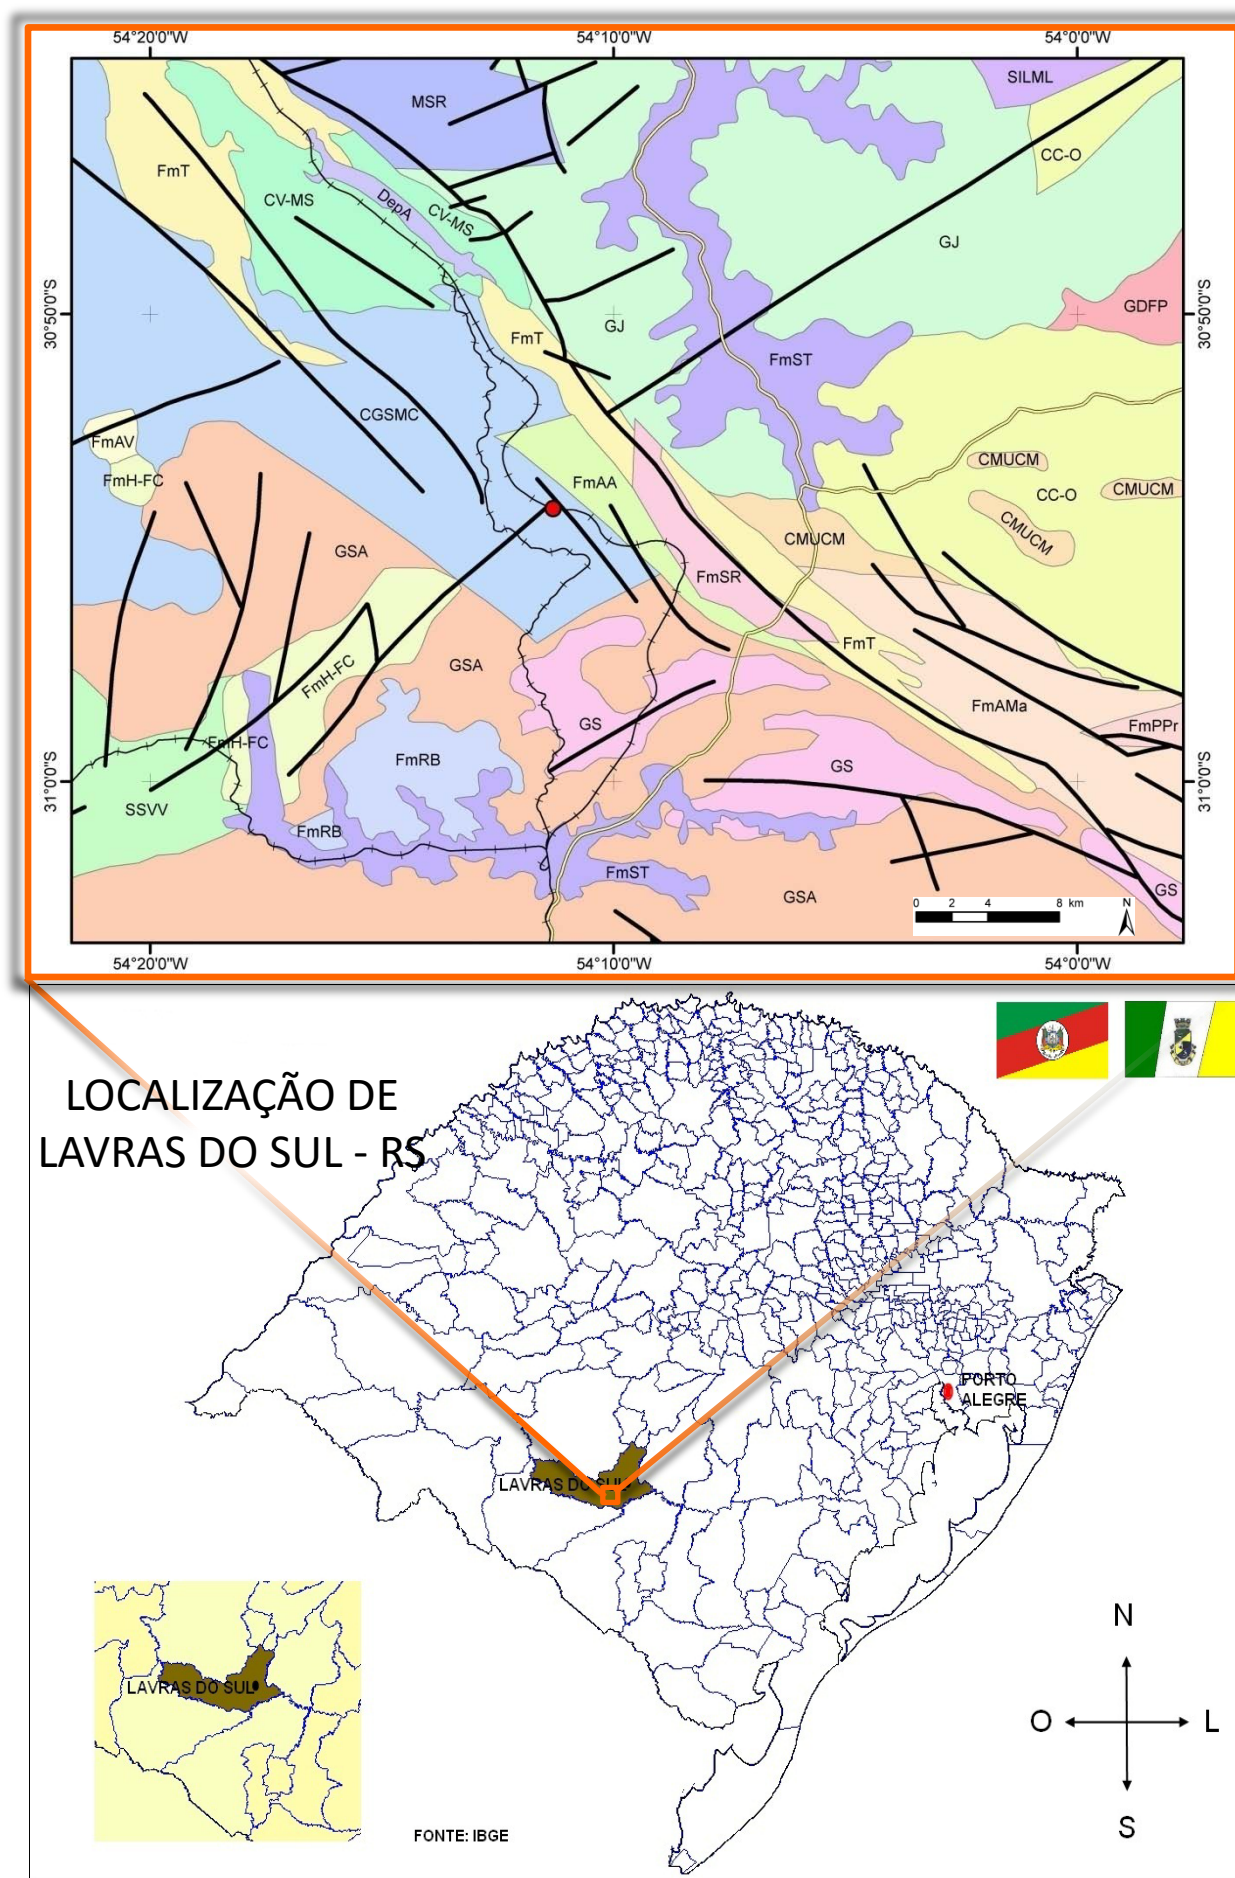 54°20'0"W 54°10'0"W 54°0'0"W
SILML
MSR
CC-O
FmT
CV-MS
DepA
CV-MS
GJ
30°50'0"S
GDFP
30°50'0"S
GJ
FmT
FmST
CGSMC
FmAV
CMUCM
FmH-FC
FmAA
CC-O
CMUCM
CMUCM
GSA
CMUCM
FmSR
FmT
GSA
FmH-FC
FmAMa
GS
FmPPr
FmH-FC
FmRB
GS
31°0'0"S
31°0'0"S
SSVV
FmRB
FmST
GS
GSA
0 2 4 8 km
N
54°20'0"W 54°10'0"W 54°0'0"W
LOCALIZAÇÃO DE
LAVRAS DO SUL - RS
PORTO
ALEGRE
LAVRAS DO SUL
LAVRAS DO SUL
N
O L
S
FONTE: IBGE